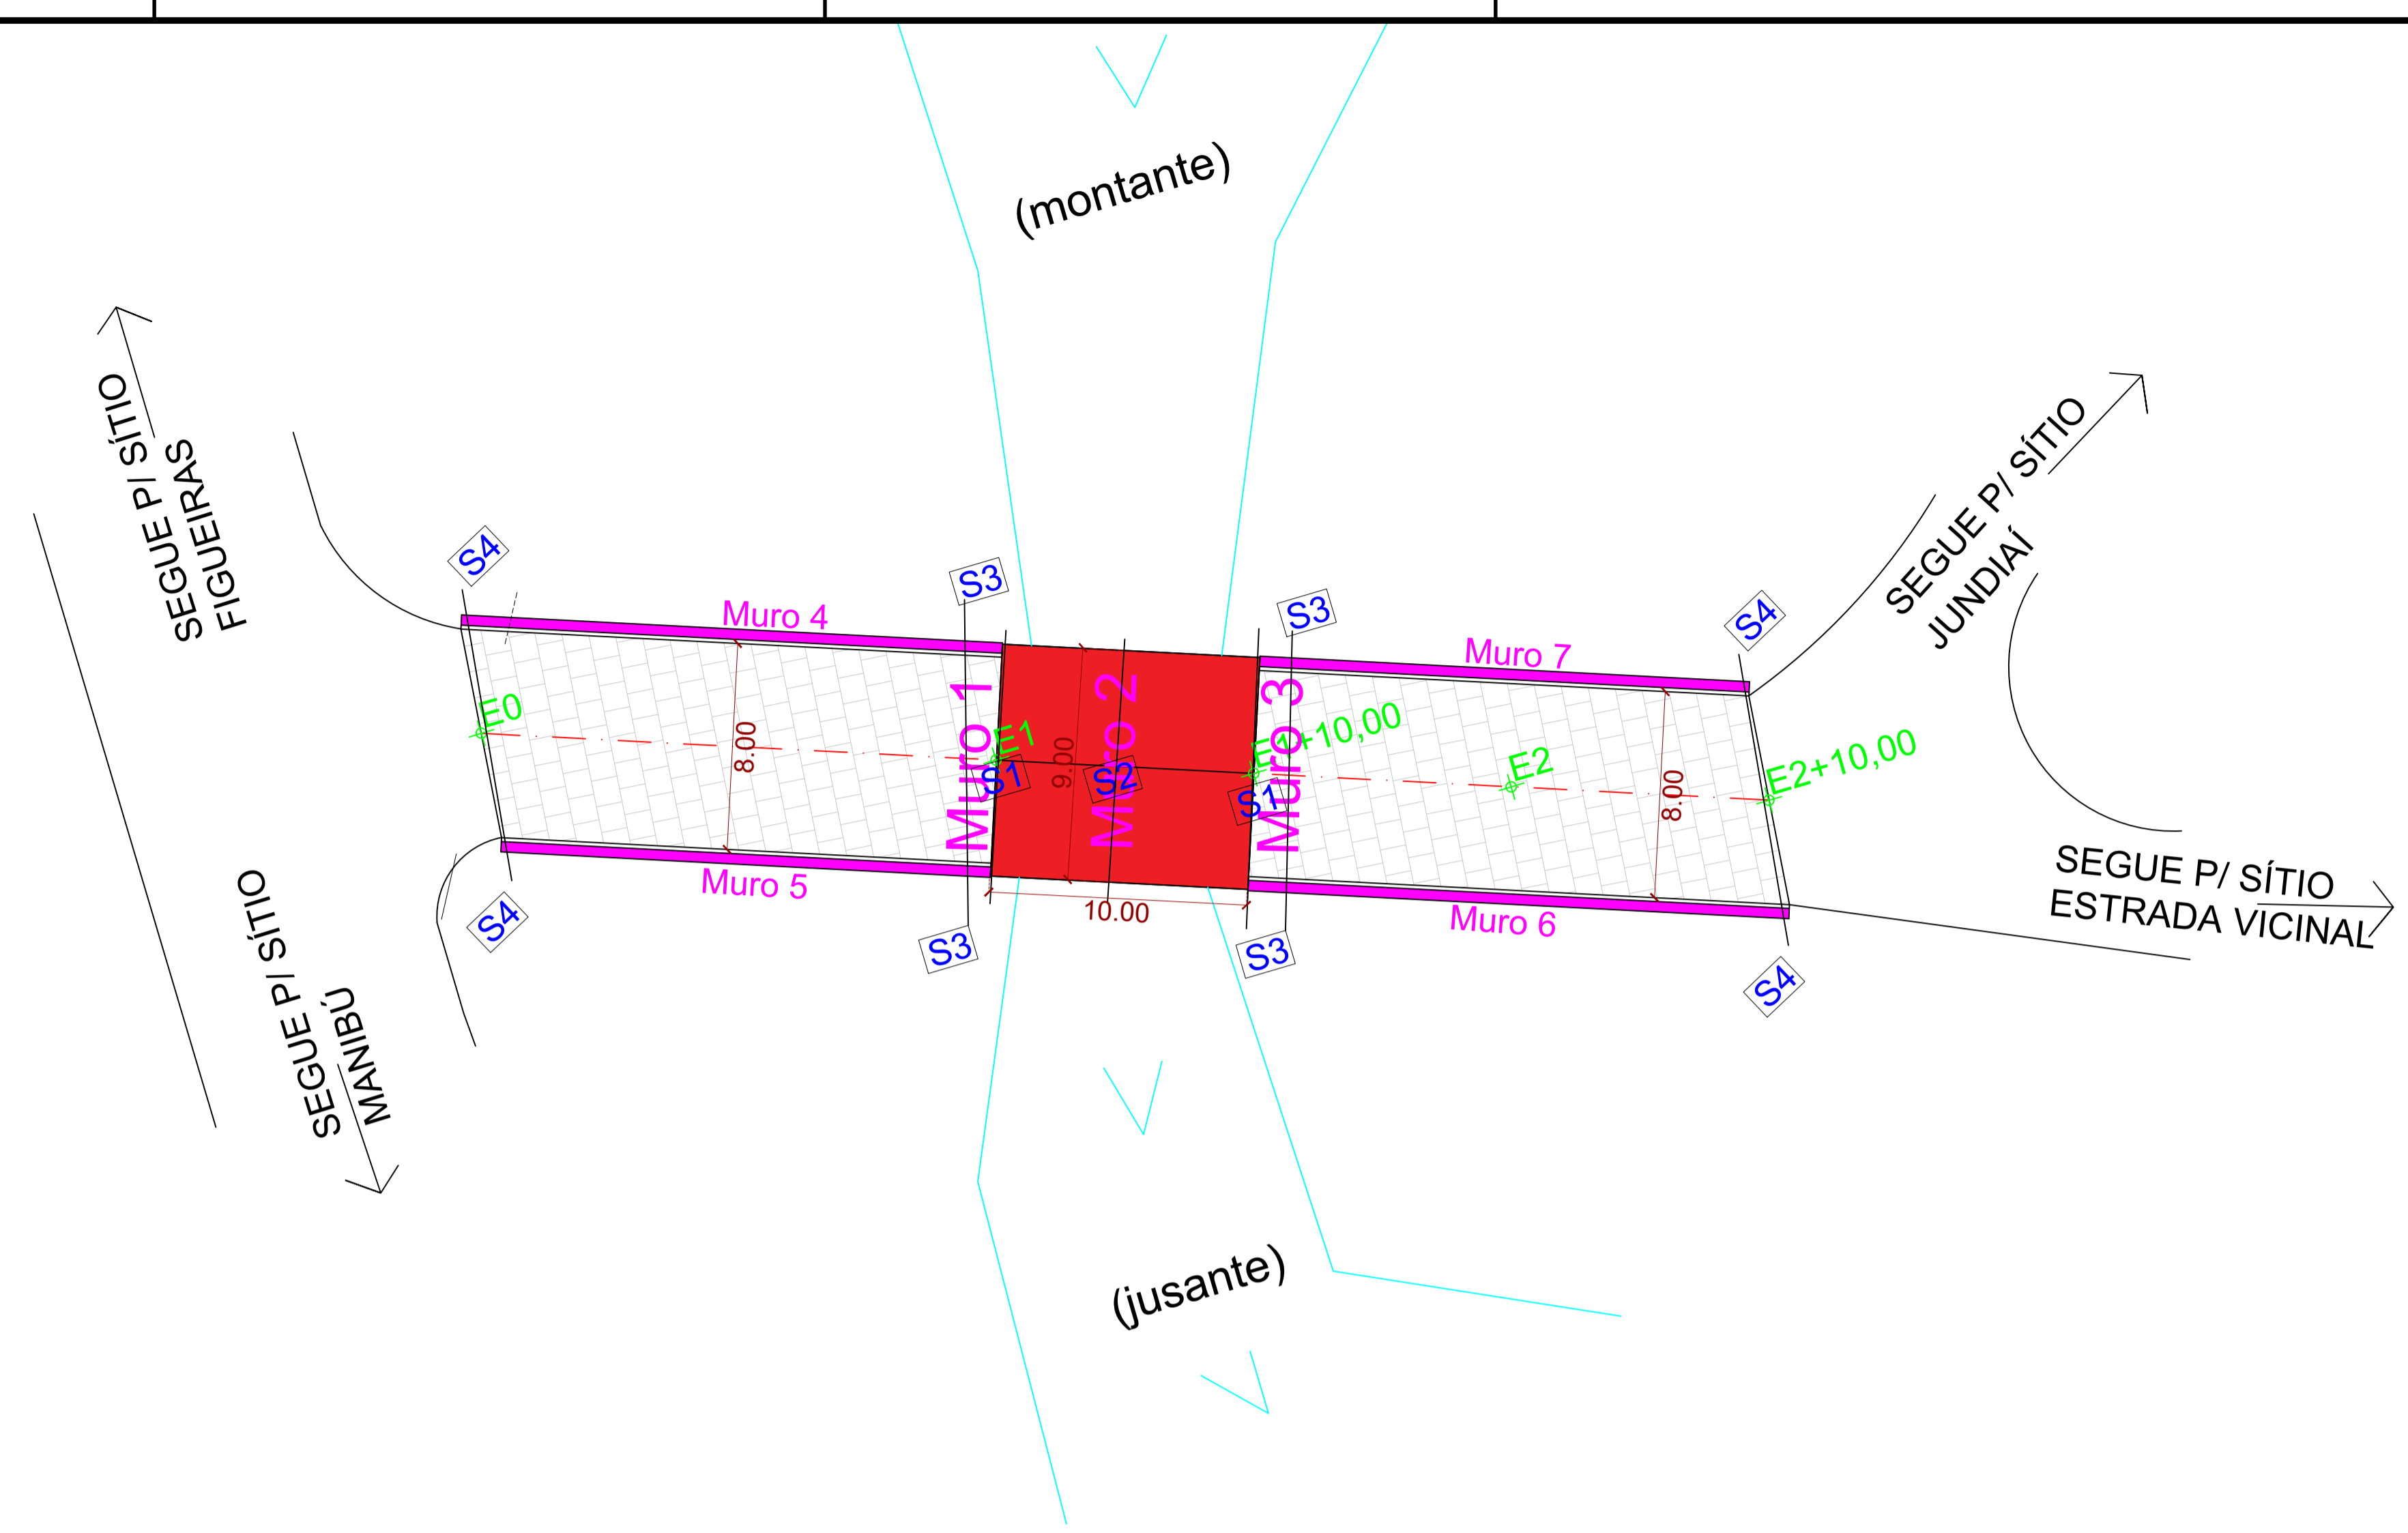 (montante)
SEGUE P/ SÍTIO
FIGUEIRAS
SEGUE P/ SÍTIO
JUNDIAÍ
S4
S3
S3
S4
Muro 4
Muro 7
E0
8.00
Muro 1
E1
S1
9.00
Muro 2
S2
E1+10,00
Muro 3
S1
E2
8.00
E2+10,00
Muro 5
10.00
Muro 6
S4
S3
S3
S4
SEGUE P/ SÍTIO
ESTRADA VICINAL
SEGUE P/ SÍTIO
MANIBÚ
(jusante)